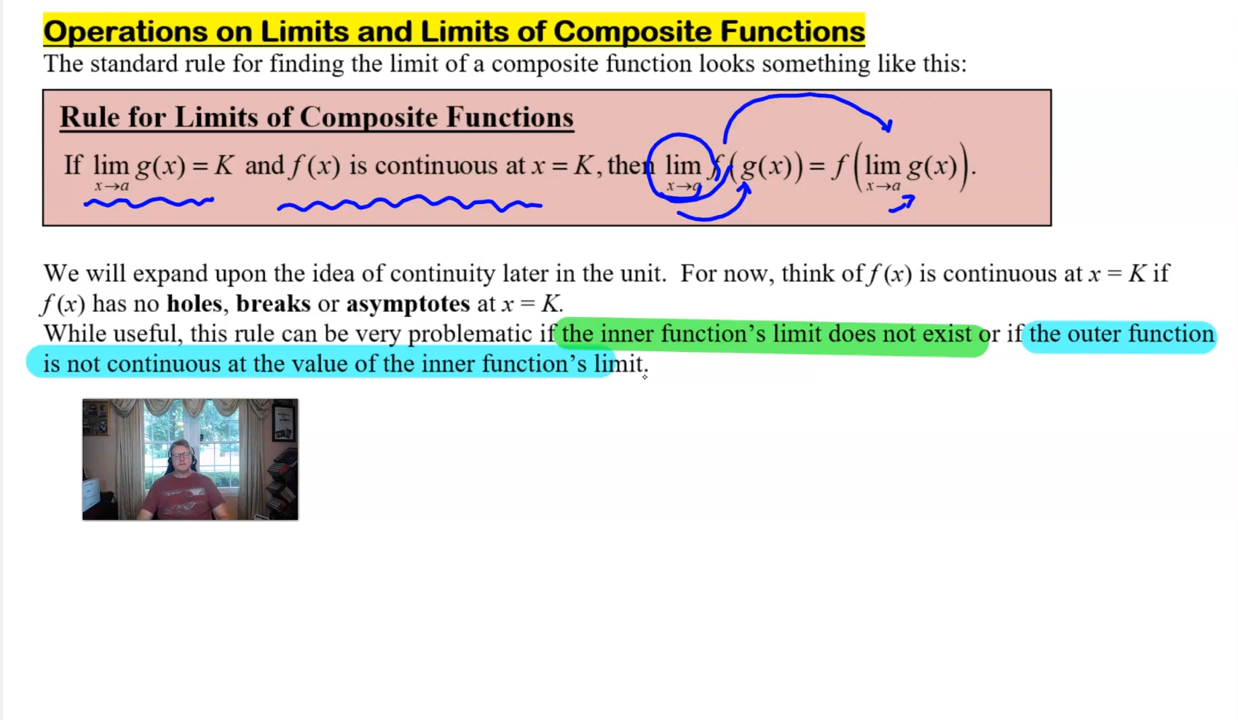 Operations on Limits and Limits of Composite Functions
The standard rule for finding the limit of a composite function looks something like this:
Rule for Limits of Composite Functions
If lim g(x) = K and f(x) is continuous at x = K, then lim f(g(x)) = f(lim g(x)).
x→a x→a x→a
We will expand upon the idea of continuity later in the unit. For now, think of f(x) is continuous at x = K if
f(x) has no holes, breaks or asymptotes at x = K.
While useful, this rule can be very problematic if the inner function's limit does not exist or if the outer function
is not continuous at the value of the inner function's limit.